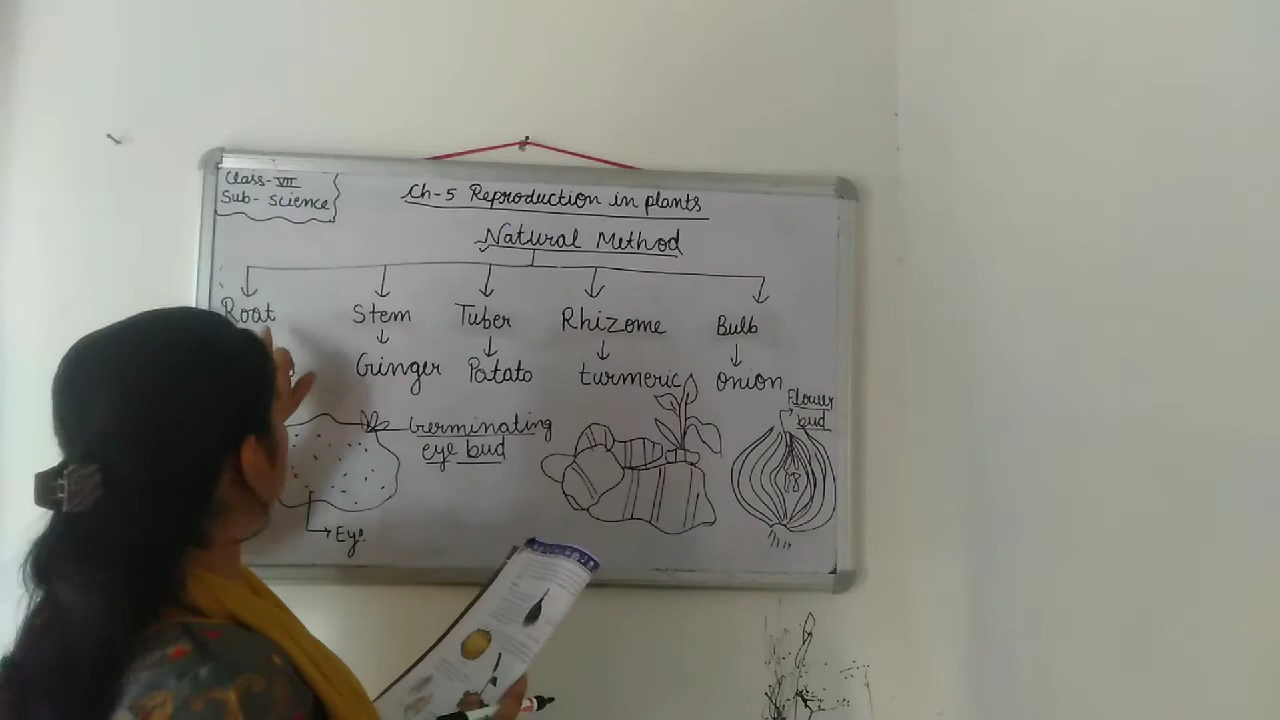 Class-VII
Sub- science
Ch-5 Reproduction in plants
Natural Method
Root Stem Tuber Rhizome Bulb
Ginger Potato turmeric onion
Flower
bud
Germinating
eye bud
Eye